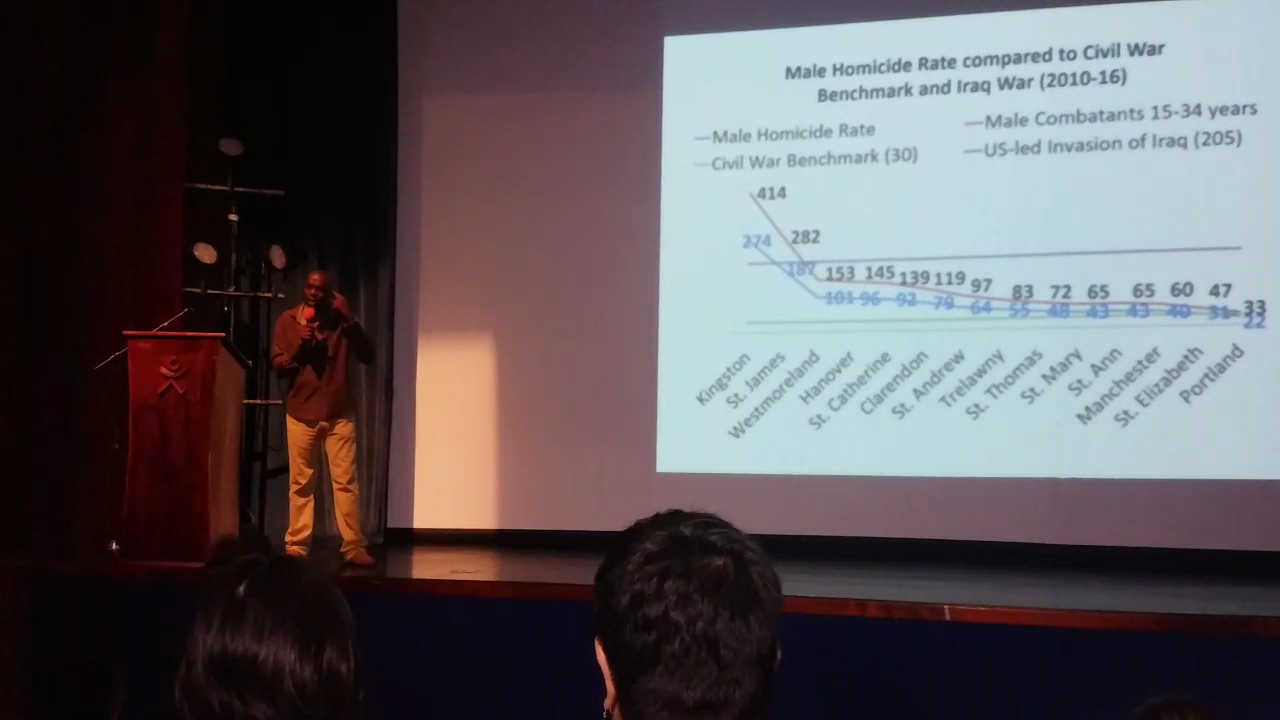 Male Homicide Rate compared to Civil War
Benchmark and Iraq War (2010-16)
Male Homicide Rate
Male Combatants 15-34 years
Civil War Benchmark (30)
US-led Invasion of Iraq (205)
414
282
153 145 139 119 97 83 72 65 65 60 47 33
274
187
101 96 92 79 64 55 48 43 43 40 31 22
Kingston
St. James
Westmoreland
Hanover
St. Catherine
Clarendon
St. Andrew
Trelawny
St. Thomas
St. Mary
St. Ann
Manchester
St. Elizabeth
Portland